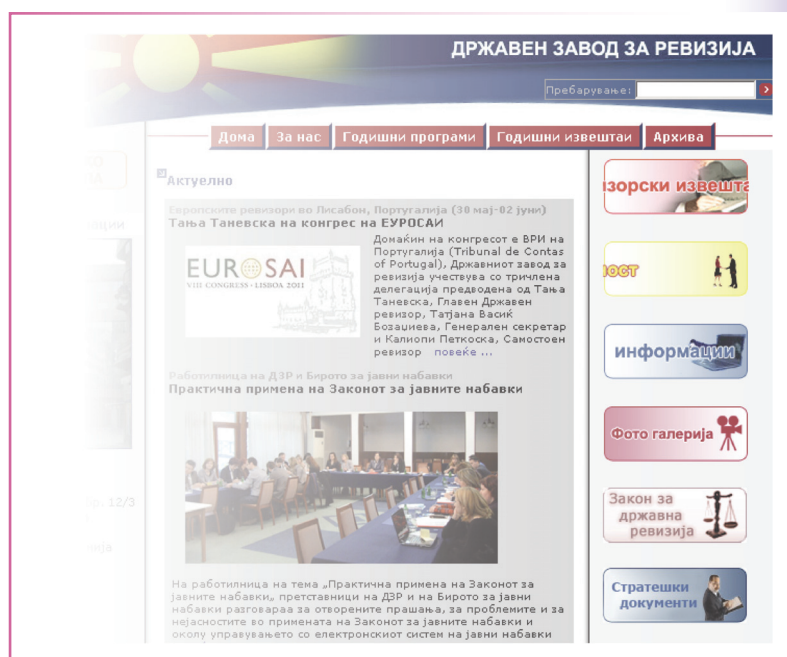 ДРЖАВЕН ЗАВОД ЗА РЕВИЗИЈА
Пребарување:
Дома За нас Годишни програми Годишни извештаи Архива
Актуелно
Европските ревизори во Лисабон, Португалија (30 мај-02 јуни)
Тања Таневска на конгрес на ЕУРОСАИ
EUROSAI
VIII CONGRESS - LISBOA 2011
Домаќин на конгресот е ВРИ на
Португалија (Tribunal de Contas
of Portugal), Државниот завод за
ревизија учествува со тричлена
делегација предводена од Тања
Таневска, Главен Државен
ревизор, Татјана Васиќ
Бозаџиева, Генерален секретар
и Калиопи Петкоска, Самостоен
ревизор повеќе ...
Работилница на ДЗР и Бирото за јавни набавки
Практична примена на Законот за јавните набавки
На работилница на тема „Практична примена на Законот за
јавните набавки„ претставници на ДЗР и на Бирото за јавни
набавки разговараа за отворените прашања, за проблемите и за
нејасностите во примената на Законот за јавните набавки и
околу управувањето со електронскиот систем на јавни набавки
зорски извешта
ност
информации
Фото галерија
Закон за
државна
ревизија
Стратешки
документи
бр. 12/3